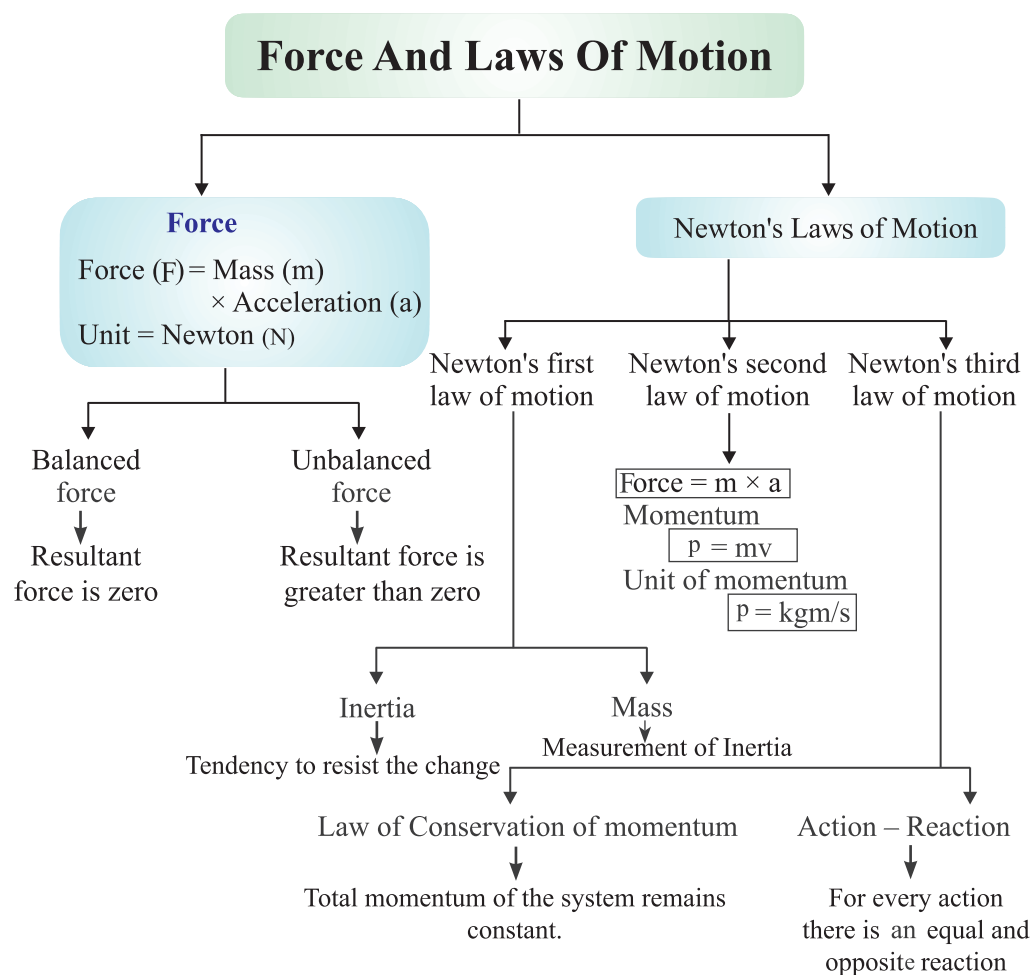 Force And Laws Of Motion
Force
Force (F) = Mass (m)
× Acceleration (a)
Unit = Newton (N)
Newton's Laws of Motion
Balanced
force
Resultant
force is zero
Unbalanced
force
Resultant force is
greater than zero
Newton's first
law of motion
Newton's second
law of motion
Newton's third
law of motion
Force = m × a
Momentum
p = mv
Unit of momentum
p = kgm/s
Inertia
Tendency to resist the change
Mass
Measurement of Inertia
Law of Conservation of momentum
Total momentum of the system remains
constant.
Action – Reaction
For every action
there is an equal and
opposite reaction